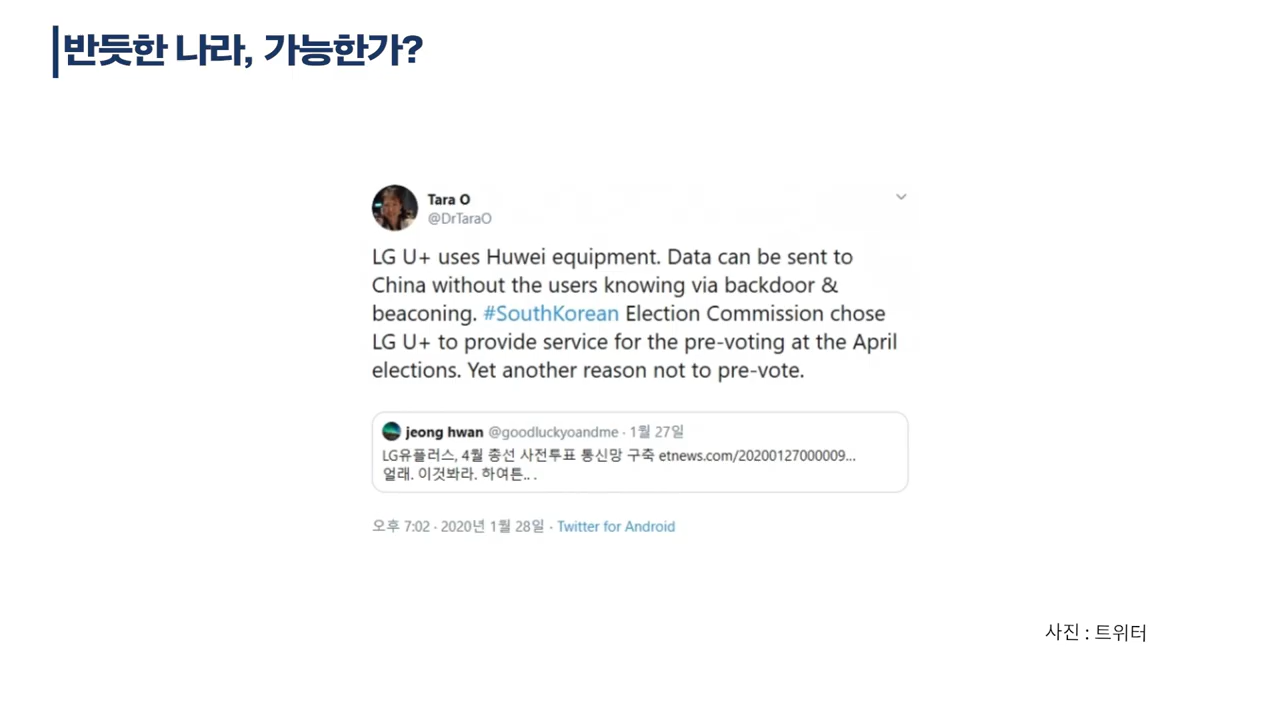 반듯한 나라, 가능한가?
Tara O
@DrTaraO
LG U+ uses Huwei equipment. Data can be sent to
China without the users knowing via backdoor &
beaconing. #SouthKorean Election Commission chose
LG U+ to provide service for the pre-voting at the April
elections. Yet another reason not to pre-vote.
jeong hwan @goodluckyoandme · 1월 27일
LG유플러스, 4월 총선 사전투표 통신망 구축 etnews.com/20200127000009...
얼래. 이것봐라. 하여튼.. .
오후 7:02 · 2020년 1월 28일 · Twitter for Android
사진 : 트위터